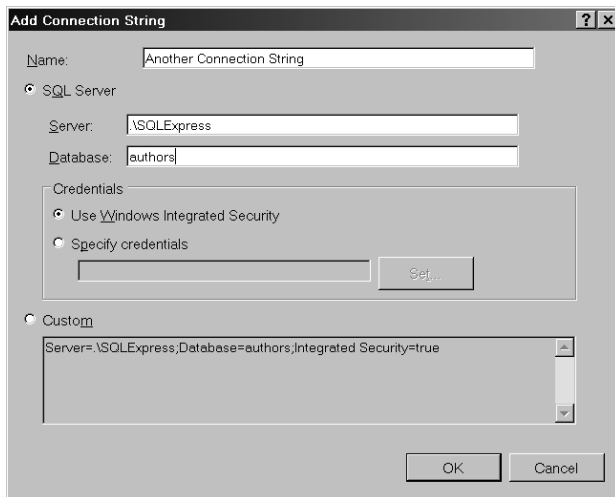 Add Connection String
Name: Another Connection String
SQL Server
Server: .\SQLExpress
Database: authors
Credentials
Use Windows Integrated Security
Specify credentials
Set...
Custom
Server=.\SQLExpress;Database=authors;Integrated Security=true
OK Cancel